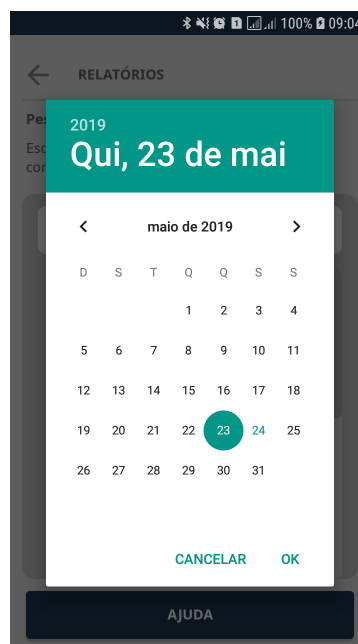 100% 09:04
RELATÓRIOS
Pes
Esc
cor
2019
Qui, 23 de mai
maio de 2019
D S T Q Q S S
1 2 3 4
5 6 7 8 9 10 11
12 13 14 15 16 17 18
19 20 21 22 23 24 25
26 27 28 29 30 31
CANCELAR OK
AJUDA